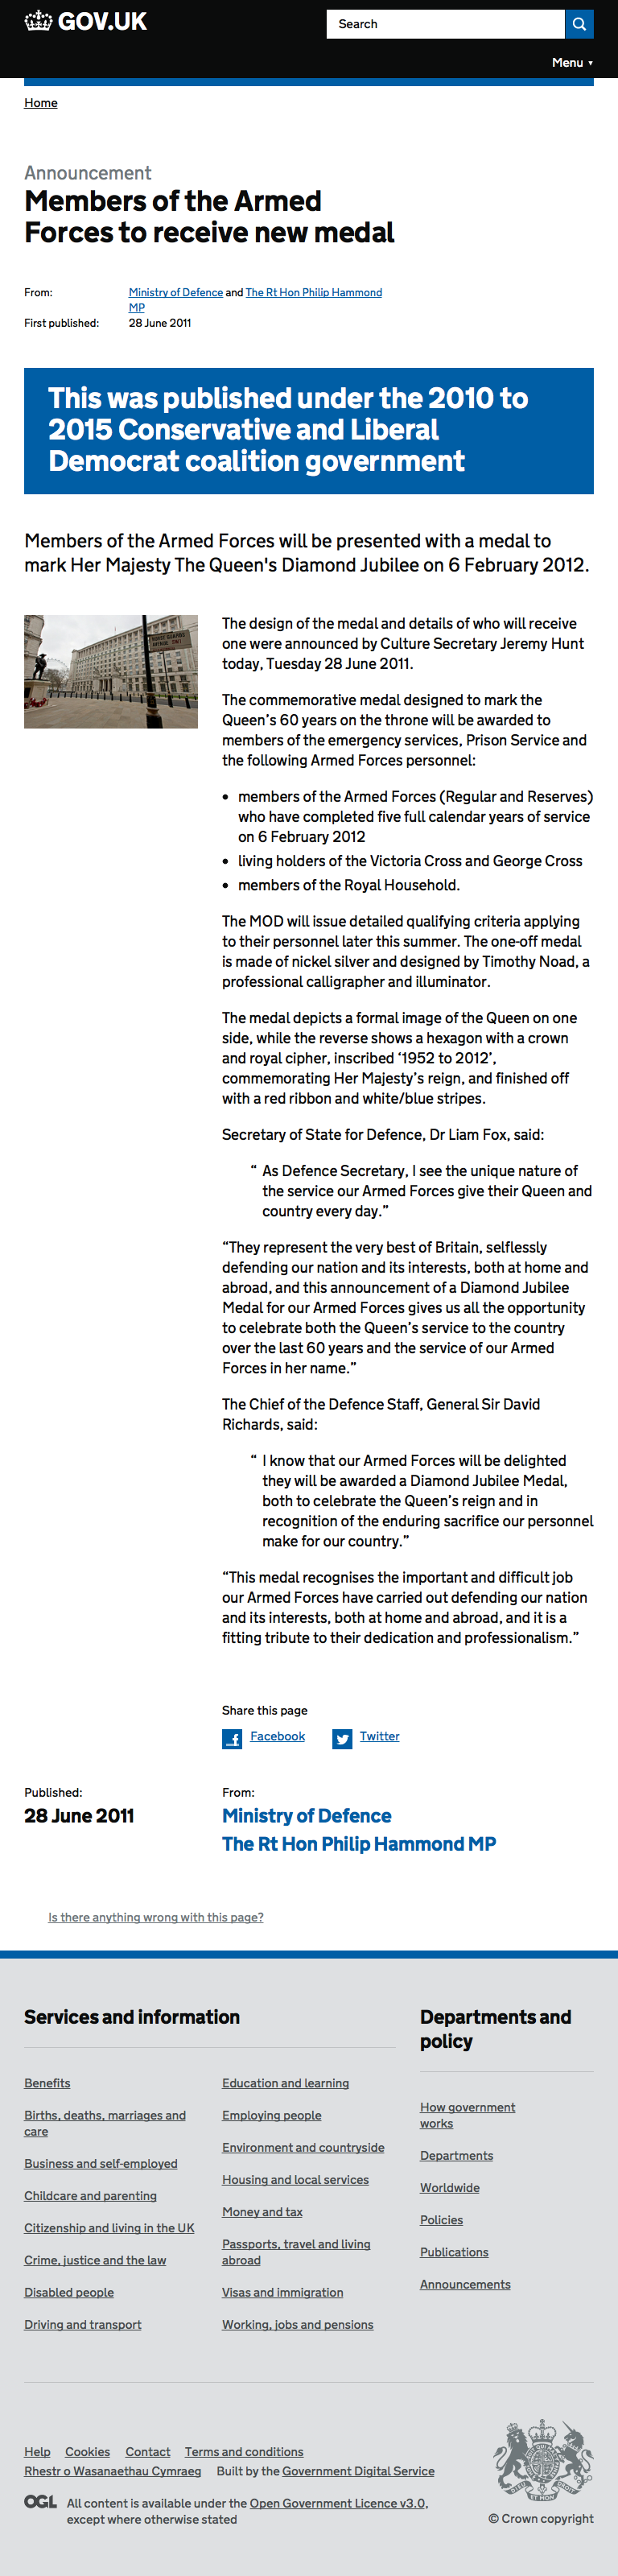 GOV.UK
Search
Menu ▼
Home
Announcement
Members of the Armed
Forces to receive new medal
From: Ministry of Defence and The Rt Hon Philip Hammond
MP
First published: 28 June 2011
This was published under the 2010 to
2015 Conservative and Liberal
Democrat coalition government
Members of the Armed Forces will be presented with a medal to
mark Her Majesty The Queen's Diamond Jubilee on 6 February 2012.
The design of the medal and details of who will receive
one were announced by Culture Secretary Jeremy Hunt
today, Tuesday 28 June 2011.
The commemorative medal designed to mark the
Queen’s 60 years on the throne will be awarded to
members of the emergency services, Prison Service and
the following Armed Forces personnel:
• members of the Armed Forces (Regular and Reserves)
who have completed five full calendar years of service
on 6 February 2012
• living holders of the Victoria Cross and George Cross
• members of the Royal Household.
The MOD will issue detailed qualifying criteria applying
to their personnel later this summer. The one-off medal
is made of nickel silver and designed by Timothy Noad, a
professional calligrapher and illuminator.
The medal depicts a formal image of the Queen on one
side, while the reverse shows a hexagon with a crown
and royal cipher, inscribed ‘1952 to 2012’,
commemorating Her Majesty’s reign, and finished off
with a red ribbon and white/blue stripes.
Secretary of State for Defence, Dr Liam Fox, said:
“ As Defence Secretary, I see the unique nature of
the service our Armed Forces give their Queen and
country every day.”
“They represent the very best of Britain, selflessly
defending our nation and its interests, both at home and
abroad, and this announcement of a Diamond Jubilee
Medal for our Armed Forces gives us all the opportunity
to celebrate both the Queen’s service to the country
over the last 60 years and the service of our Armed
Forces in her name.”
The Chief of the Defence Staff, General Sir David
Richards, said:
“ I know that our Armed Forces will be delighted
they will be awarded a Diamond Jubilee Medal,
both to celebrate the Queen’s reign and in
recognition of the enduring sacrifice our personnel
make for our country.”
“This medal recognises the important and difficult job
our Armed Forces have carried out defending our nation
and its interests, both at home and abroad, and it is a
fitting tribute to their dedication and professionalism.”
Share this page
Facebook Twitter
Published:
28 June 2011
From:
Ministry of Defence
The Rt Hon Philip Hammond MP
Is there anything wrong with this page?
Services and information
Benefits
Births, deaths, marriages and
care
Business and self-employed
Childcare and parenting
Citizenship and living in the UK
Crime, justice and the law
Disabled people
Driving and transport
Education and learning
Employing people
Environment and countryside
Housing and local services
Money and tax
Passports, travel and living
abroad
Visas and immigration
Working, jobs and pensions
Departments and
policy
How government
works
Departments
Worldwide
Policies
Publications
Announcements
Help Cookies Contact Terms and conditions
Rhestr o Wasanaethau Cymraeg Built by the Government Digital Service
OGL All content is available under the Open Government Licence v3.0,
except where otherwise stated
© Crown copyright